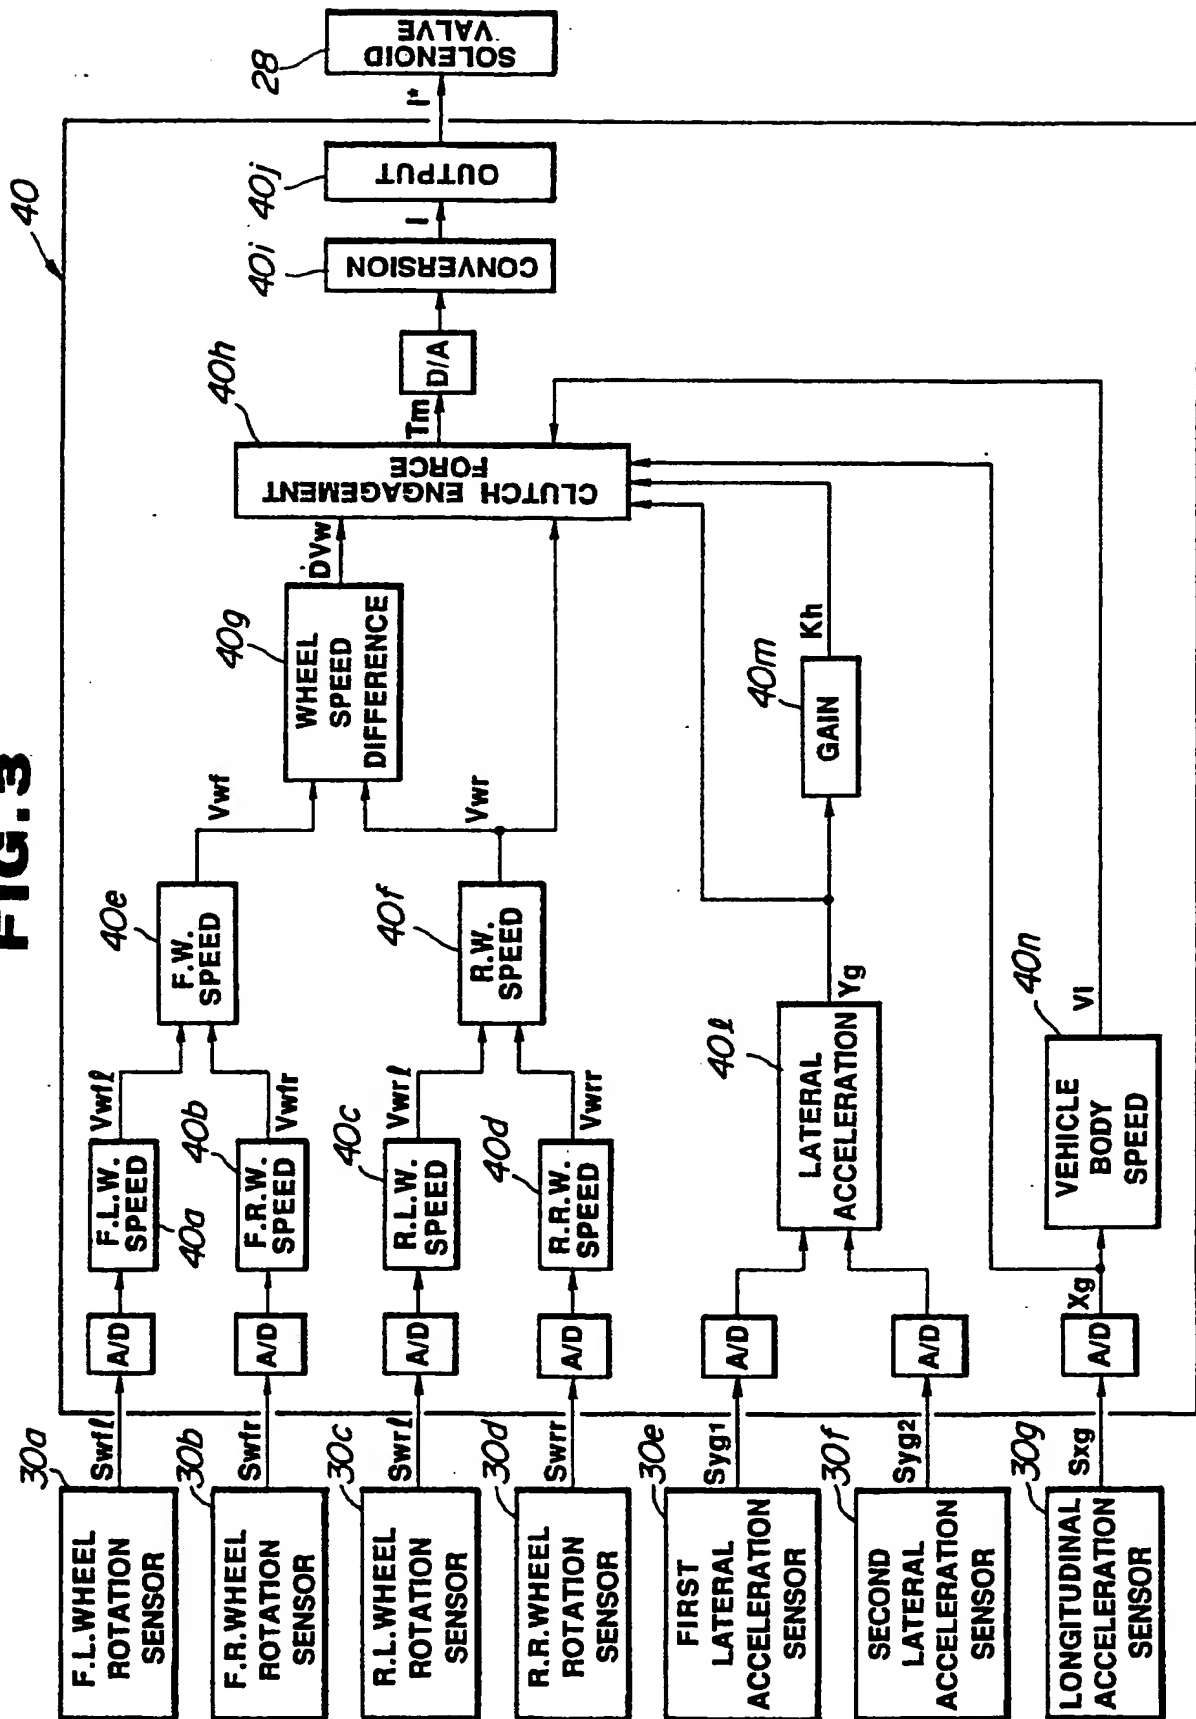 FIG.3
40
30a
F.L.WHEEL
ROTATION
SENSOR
Swfℓ
A/D
F.L.W.
SPEED
40a
Vwfℓ
30b
F.R.WHEEL
ROTATION
SENSOR
Swfr
A/D
F.R.W.
SPEED
40b
Vwfr
40e
F.W.
SPEED
Vwf
30c
R.L.WHEEL
ROTATION
SENSOR
Swrℓ
A/D
R.L.W.
SPEED
40c
Vwrℓ
30d
R.R.WHEEL
ROTATION
SENSOR
Swrr
A/D
R.R.W.
SPEED
40d
Vwrr
40f
R.W.
SPEED
Vwr
40g
WHEEL
SPEED
DIFFERENCE
DVw
40h
CLUTCH ENGAGEMENT
FORCE
Tm
D/A
40i
CONVERSION
I
40j
OUTPUT
I*
28
SOLENOID
VALVE
30e
FIRST
LATERAL
ACCELERATION
SENSOR
Syg1
A/D
30f
SECOND
LATERAL
ACCELERATION
SENSOR
Syg2
A/D
40ℓ
LATERAL
ACCELERATION
Yg
40m
GAIN
Kh
30g
LONGITUDINAL
ACCELERATION
SENSOR
Sxg
A/D
Xg
40n
VEHICLE
BODY
SPEED
Vi